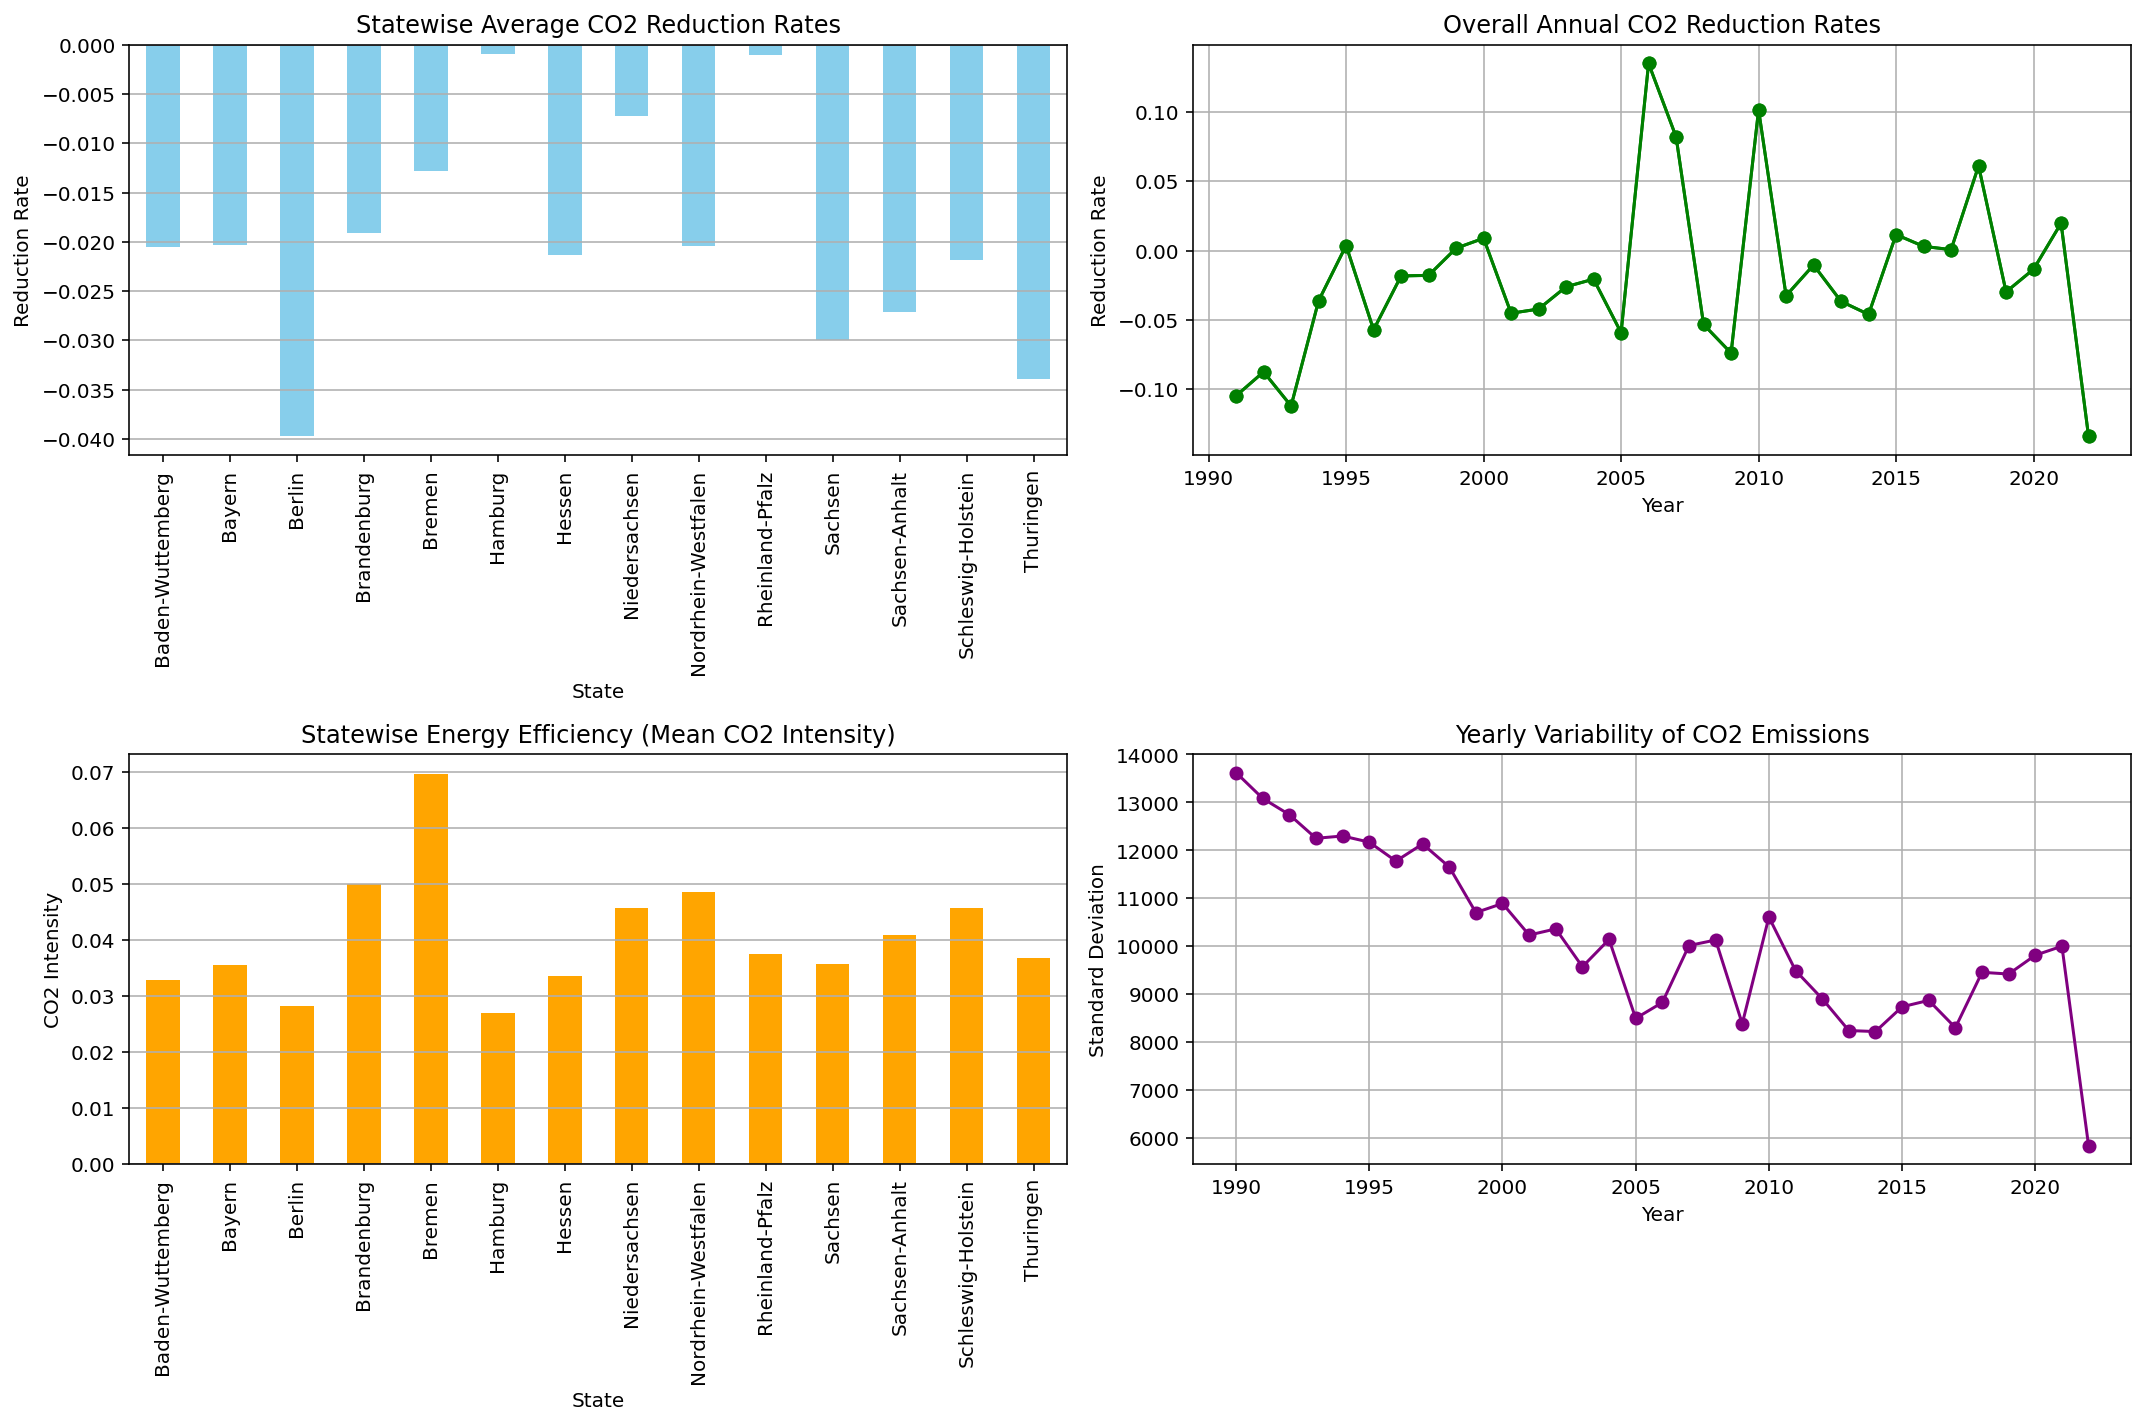 Statewise Average CO2 Reduction Rates
0.000
−0.005
−0.010
−0.015
−0.020
−0.025
−0.030
−0.035
−0.040
Reduction Rate
Baden-Wuttemberg
Bayern
Berlin
Brandenburg
Bremen
Hamburg
Hessen
Niedersachsen
Nordrhein-Westfalen
Rheinland-Pfalz
Sachsen
Sachsen-Anhalt
Schleswig-Holstein
Thuringen
State
Overall Annual CO2 Reduction Rates
0.10
0.05
0.00
−0.05
−0.10
Reduction Rate
1990 1995 2000 2005 2010 2015 2020
Year
Statewise Energy Efficiency (Mean CO2 Intensity)
0.07
0.06
0.05
0.04
0.03
0.02
0.01
0.00
CO2 Intensity
Baden-Wuttemberg
Bayern
Berlin
Brandenburg
Bremen
Hamburg
Hessen
Niedersachsen
Nordrhein-Westfalen
Rheinland-Pfalz
Sachsen
Sachsen-Anhalt
Schleswig-Holstein
Thuringen
State
Yearly Variability of CO2 Emissions
14000
13000
12000
11000
10000
9000
8000
7000
6000
Standard Deviation
1990 1995 2000 2005 2010 2015 2020
Year